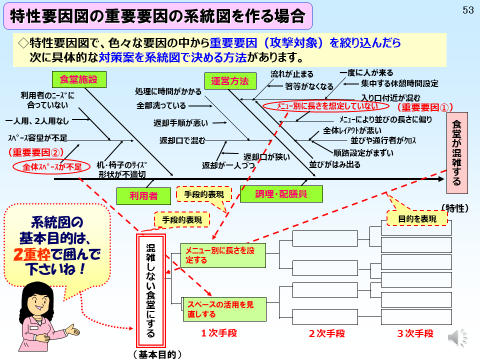 特性要因図の重要要因の系統図を作る場合
53
◇特性要因図で、色々な要因の中から重要要因（攻撃対象）を絞り込んだら
次に具体的な対策案を系統図で決める方法があります。
食堂施設
運営方法
流れが止まる
一度に人が来る
利用者のﾆｰｽﾞに
合っていない
処理に時間がかかる
箸等がなくなる
集中する休憩時間設定
全部洗っている
入り口付近が混む
メニュー別に長さを想定していない
（重要要因①）
一人用、2人用なし
返却手順が悪い
メニューにより並びの長さに偏り
全体ﾚｲｱｳﾄが悪い
ｽﾍﾟｰｽ容量が不足
返却口で混む
並びや通行者がｸﾛｽ
（重要要因②）
返却口が狭い
順路設定がまずい
全体ｽﾍﾟｰｽが不足
机・椅子のｻｲｽﾞ
形状が不適切
返却が一人づつ
並びがはみ出る
食堂が混雑する
利用者
手段的表現
調理・配膳員
（特性）
手段的表現
目的を表現
系統図の
基本目的は、
2重枠で囲んで
下さいね！
混雑しない食堂にする
メニュー別に長さを設
定する
スペースの活用を見
直しする
１次手段
２次手段
３次手段
（基本目的）